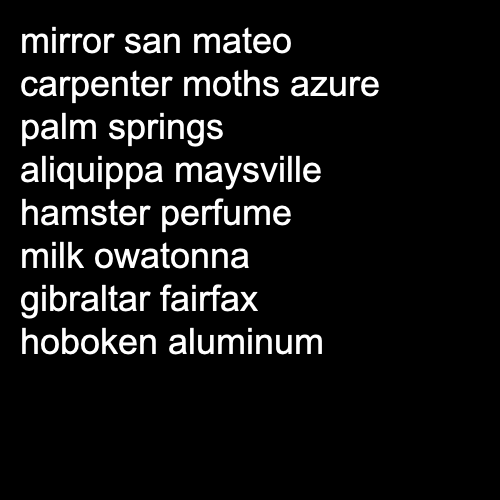 mirror san mateo
carpenter moths azure
palm springs
aliquippa maysville
hamster perfume
milk owatonna
gibraltar fairfax
hoboken aluminum